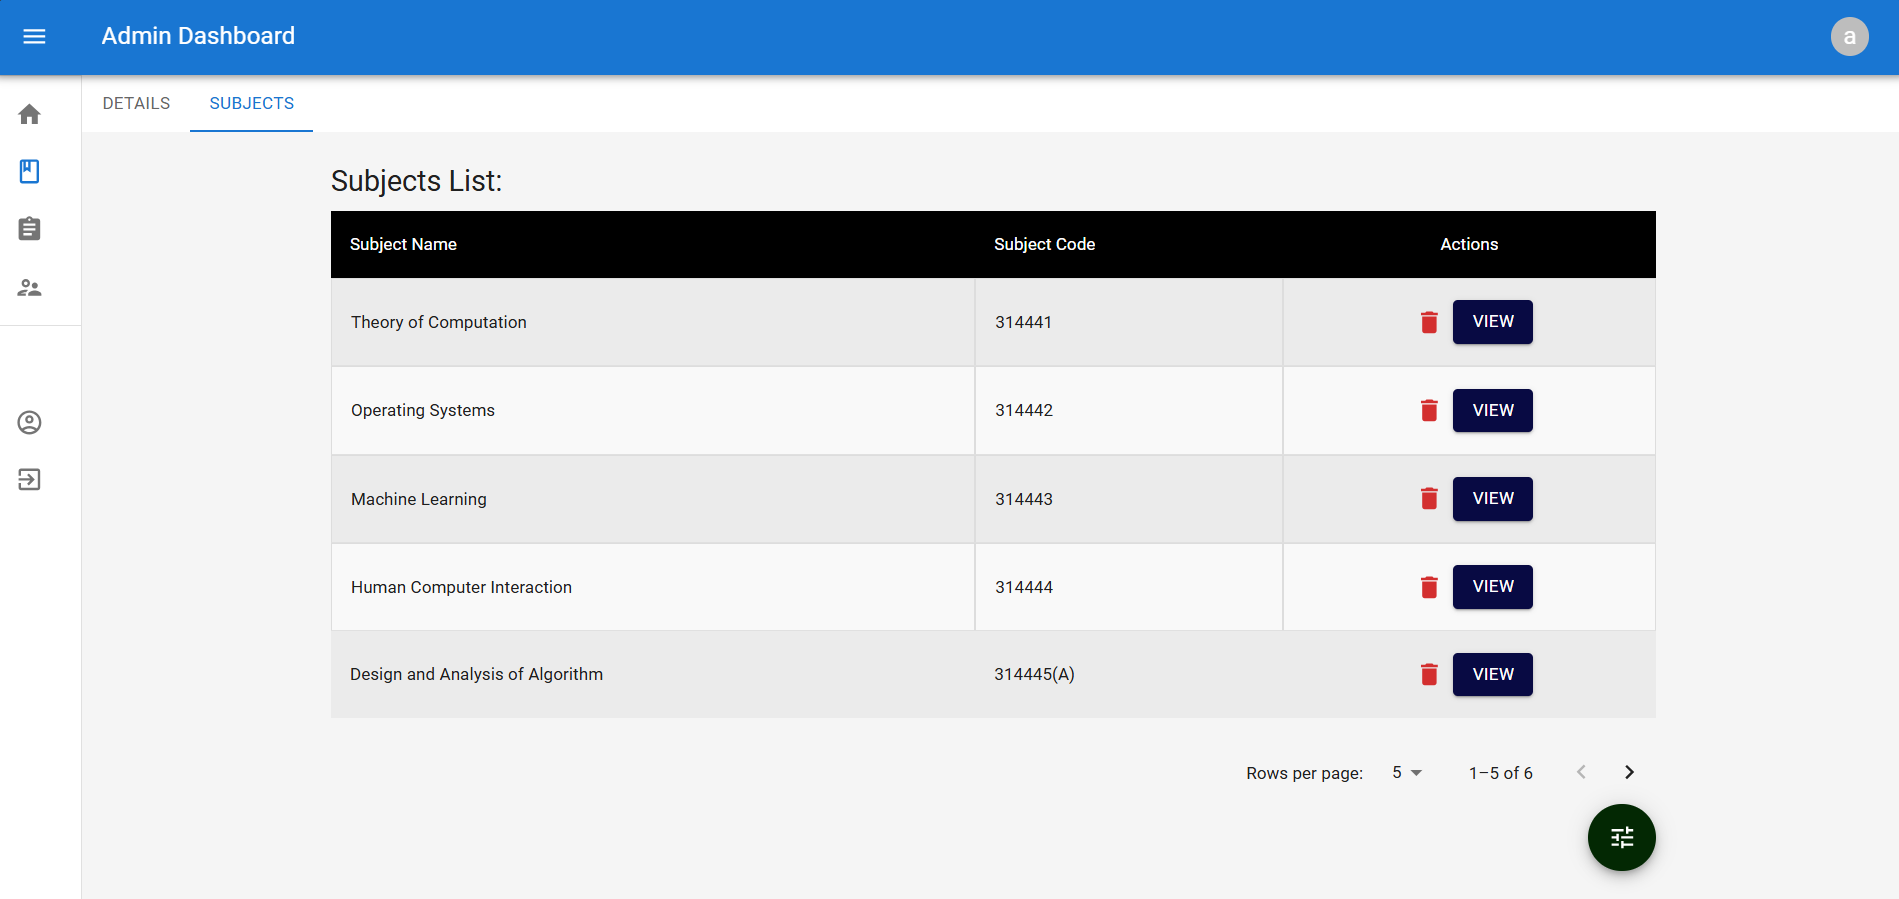 Admin Dashboard
a
DETAILS SUBJECTS
Subjects List:
Subject Name Subject Code Actions
Theory of Computation 314441 VIEW
Operating Systems 314442 VIEW
Machine Learning 314443 VIEW
Human Computer Interaction 314444 VIEW
Design and Analysis of Algorithm 314445(A) VIEW
Rows per page: 5 1–5 of 6